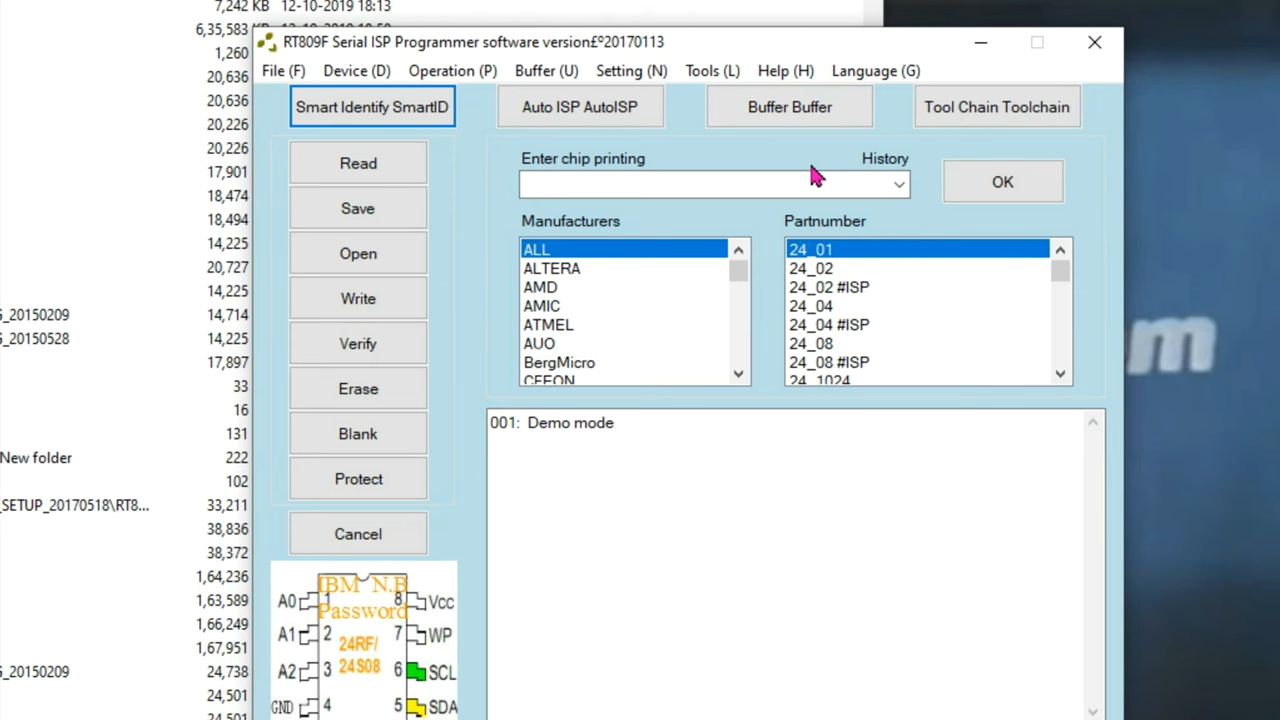 7,242 KB 12-10-2019 18:13
6,35,583 KB
1,260
20,636
20,636
20,226
20,226
17,901
18,474
18,494
14,225
20,727
14,225
_20150209 14,714
_20150528 14,225
17,897
33
16
131
New folder 222
102
_SETUP_20170518\RT8... 33,211
38,836
38,372
1,64,236
1,63,589
1,66,249
1,67,951
_20150209 24,738
24,501
24,501
RT809F Serial ISP Programmer software version£º20170113
File (F) Device (D) Operation (P) Buffer (U) Setting (N) Tools (L) Help (H) Language (G)
Smart Identify SmartID Auto ISP AutoISP Buffer Buffer Tool Chain Toolchain
Read
Save
Open
Write
Verify
Erase
Blank
Protect
Cancel
Enter chip printing History
OK
Manufacturers
ALL
ALTERA
AMD
AMIC
ATMEL
AUO
BergMicro
CFEON
Partnumber
24_01
24_02
24_02 #ISP
24_04
24_04 #ISP
24_08
24_08 #ISP
24_1024
001: Demo mode
IBM N.B
Password
24RF/
24S08
A0 1 8 Vcc
A1 2 7 WP
A2 3 6 SCL
GND 4 5 SDA
m